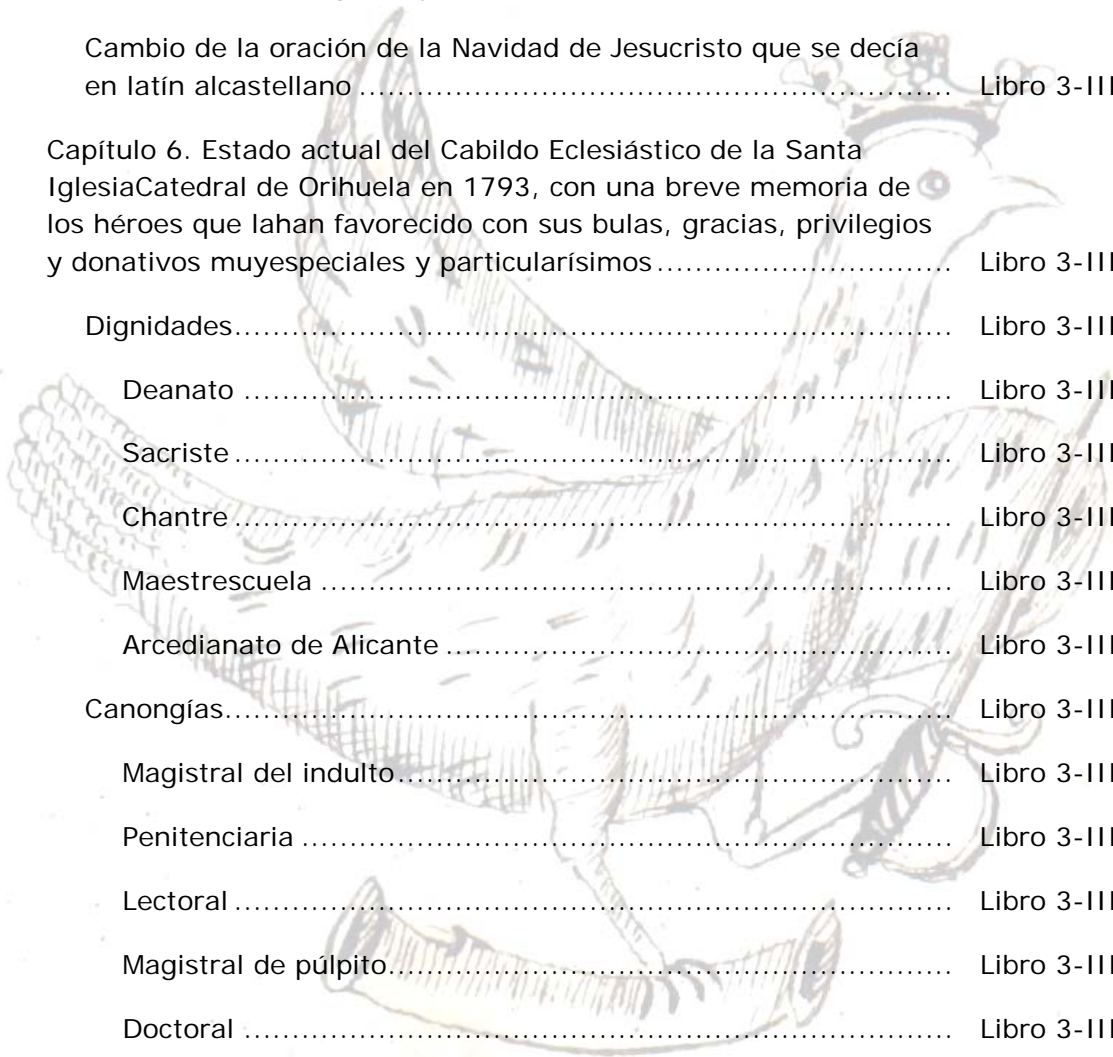 Cambio de la oración de la Navidad de Jesucristo que se decía
en latín alcastellano ............................................................. Libro 3-III
Capítulo 6. Estado actual del Cabildo Eclesiástico de la Santa
IglesiaCatedral de Orihuela en 1793, con una breve memoria de
los héroes que lahan favorecido con sus bulas, gracias, privilegios
y donativos muyespeciales y particularísimos ............................... Libro 3-III
Dignidades........................................................................... Libro 3-III
Deanato .......................................................................... Libro 3-III
Sacriste ........................................................................... Libro 3-III
Chantre ........................................................................... Libro 3-III
Maestrescuela .................................................................. Libro 3-III
Arcedianato de Alicante ..................................................... Libro 3-III
Canongías............................................................................ Libro 3-III
Magistral del indulto.......................................................... Libro 3-III
Penitenciaria .................................................................... Libro 3-III
Lectoral ........................................................................... Libro 3-III
Magistral de púlpito........................................................... Libro 3-III
Doctoral .......................................................................... Libro 3-III